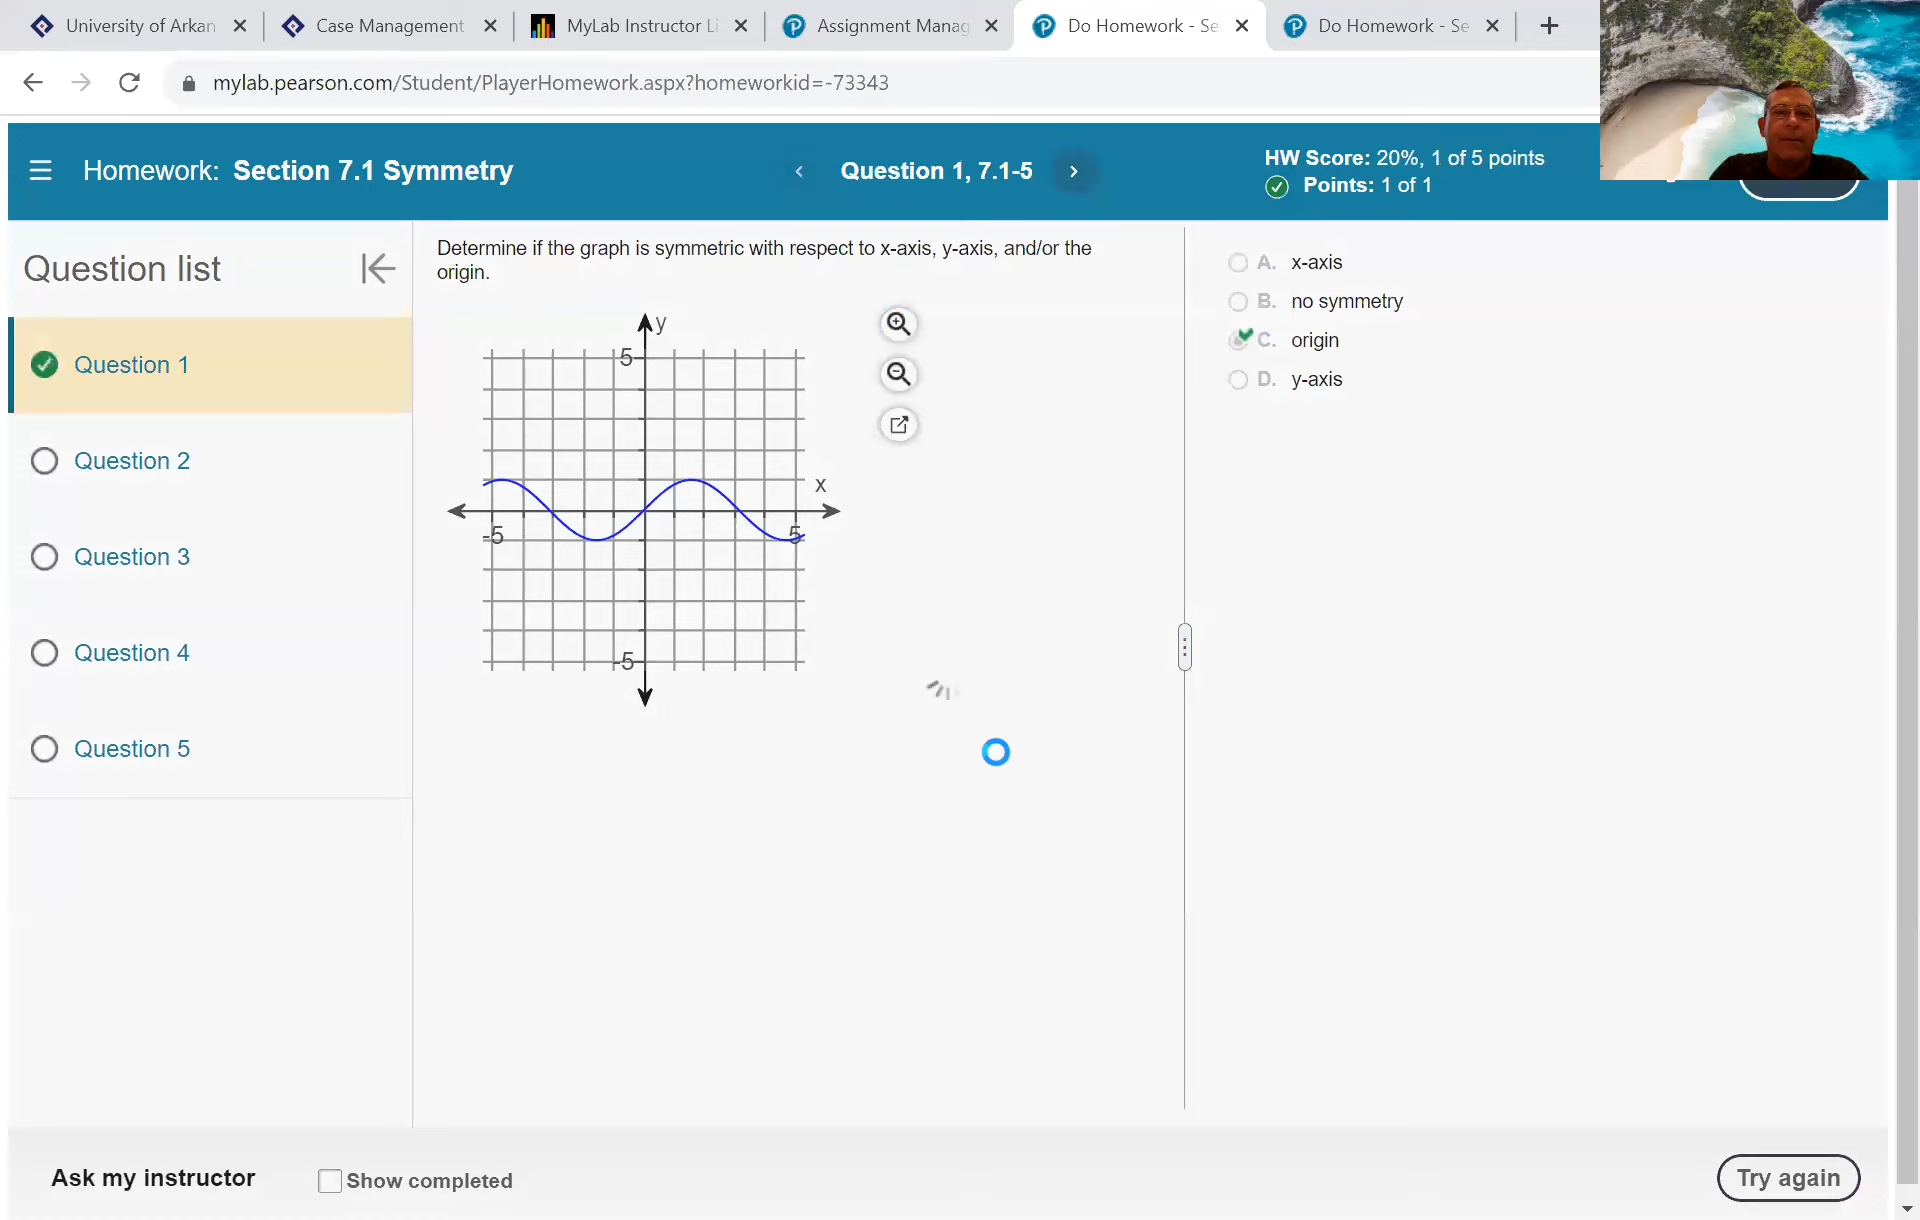 University of Arkan
Case Management
MyLab Instructor Li
Assignment Manag
Do Homework - Se
Do Homework - Se
mylab.pearson.com/Student/PlayerHomework.aspx?homeworkid=-73343
Homework: Section 7.1 Symmetry
Question 1, 7.1-5
HW Score: 20%, 1 of 5 points
Points: 1 of 1
Question list
Question 1
Question 2
Question 3
Question 4
Question 5
Determine if the graph is symmetric with respect to x-axis, y-axis, and/or the
origin.
y
5
x
-5
5
-5
A. x-axis
B. no symmetry
C. origin
D. y-axis
Ask my instructor
Show completed
Try again